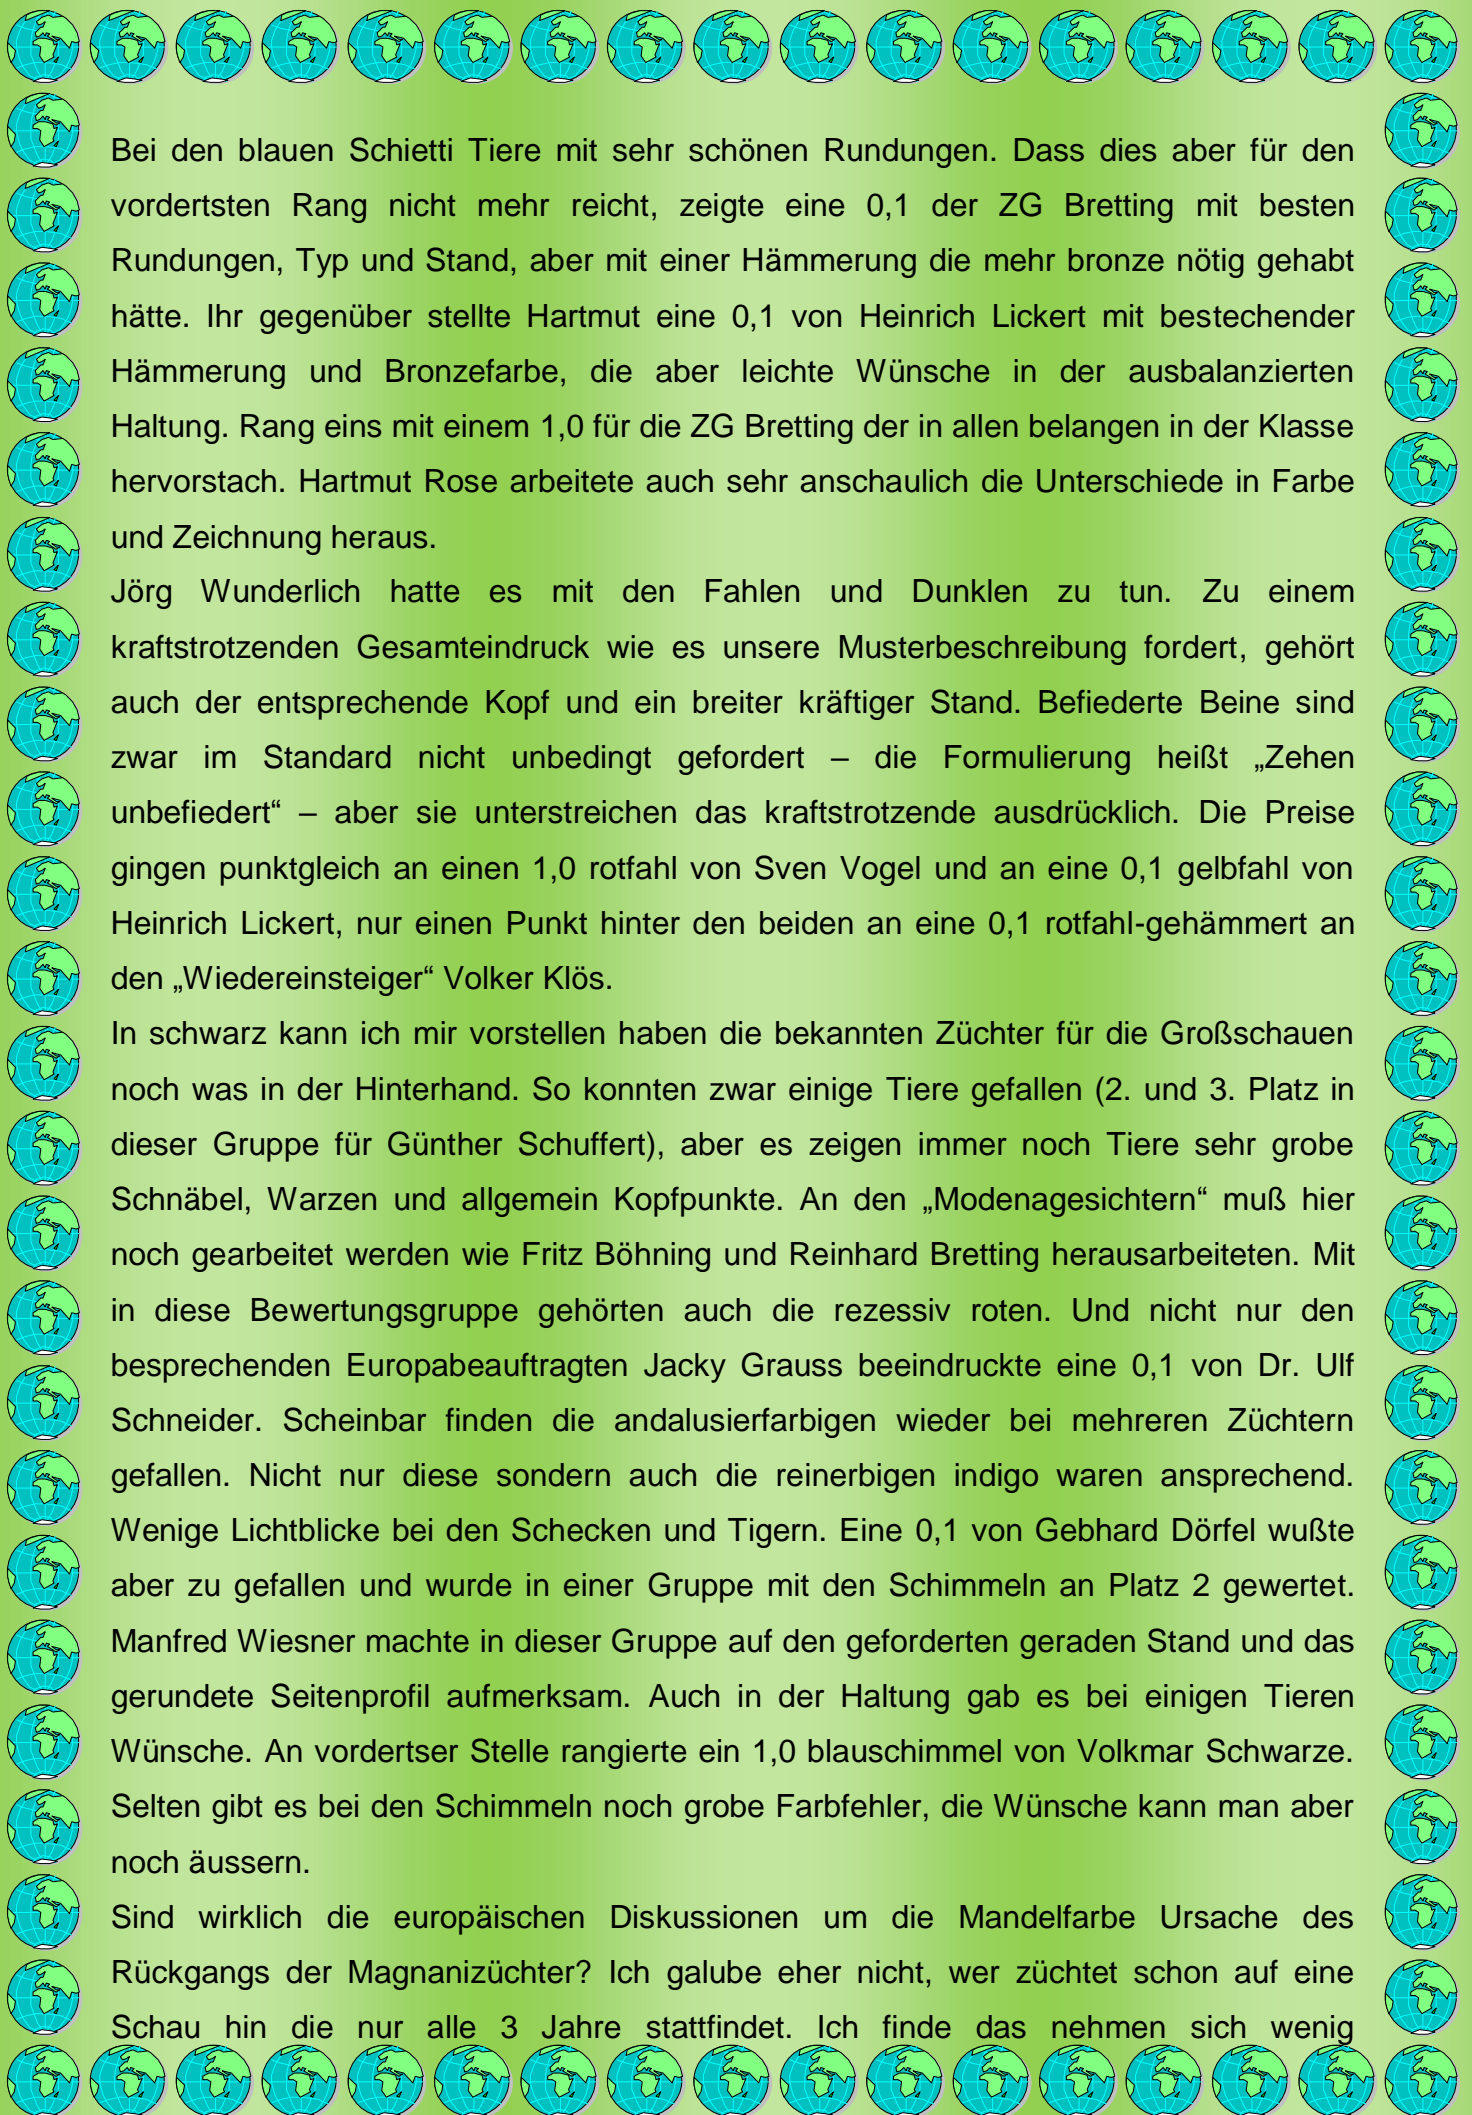 Bei den blauen Schietti Tiere mit sehr schönen Rundungen. Dass dies aber für den
vordertsten Rang nicht mehr reicht, zeigte eine 0,1 der ZG Bretting mit besten
Rundungen, Typ und Stand, aber mit einer Hämmerung die mehr bronze nötig gehabt
hätte. Ihr gegenüber stellte Hartmut eine 0,1 von Heinrich Lickert mit bestechender
Hämmerung und Bronzefarbe, die aber leichte Wünsche in der ausbalanzierten
Haltung. Rang eins mit einem 1,0 für die ZG Bretting der in allen belangen in der Klasse
hervorstach. Hartmut Rose arbeitete auch sehr anschaulich die Unterschiede in Farbe
und Zeichnung heraus.
Jörg Wunderlich hatte es mit den Fahlen und Dunklen zu tun. Zu einem
kraftstrotzenden Gesamteindruck wie es unsere Musterbeschreibung fordert, gehört
auch der entsprechende Kopf und ein breiter kräftiger Stand. Befiederte Beine sind
zwar im Standard nicht unbedingt gefordert – die Formulierung heißt „Zehen
unbefiedert“ – aber sie unterstreichen das kraftstrotzende ausdrücklich. Die Preise
gingen punktgleich an einen 1,0 rotfahl von Sven Vogel und an eine 0,1 gelbfahl von
Heinrich Lickert, nur einen Punkt hinter den beiden an eine 0,1 rotfahl-gehämmert an
den „Wiedereinsteiger“ Volker Klös.
In schwarz kann ich mir vorstellen haben die bekannten Züchter für die Großschauen
noch was in der Hinterhand. So konnten zwar einige Tiere gefallen (2. und 3. Platz in
dieser Gruppe für Günther Schuffert), aber es zeigen immer noch Tiere sehr grobe
Schnäbel, Warzen und allgemein Kopfpunkte. An den „Modenagesichtern“ muß hier
noch gearbeitet werden wie Fritz Böhning und Reinhard Bretting herausarbeiteten. Mit
in diese Bewertungsgruppe gehörten auch die rezessiv roten. Und nicht nur den
besprechenden Europabeauftragten Jacky Grauss beeindruckte eine 0,1 von Dr. Ulf
Schneider. Scheinbar finden die andalusierfarbigen wieder bei mehreren Züchtern
gefallen. Nicht nur diese sondern auch die reinerbigen indigo waren ansprechend.
Wenige Lichtblicke bei den Schecken und Tigern. Eine 0,1 von Gebhard Dörfel wußte
aber zu gefallen und wurde in einer Gruppe mit den Schimmeln an Platz 2 gewertet.
Manfred Wiesner machte in dieser Gruppe auf den geforderten geraden Stand und das
gerundete Seitenprofil aufmerksam. Auch in der Haltung gab es bei einigen Tieren
Wünsche. An vordertser Stelle rangierte ein 1,0 blauschimmel von Volkmar Schwarze.
Selten gibt es bei den Schimmeln noch grobe Farbfehler, die Wünsche kann man aber
noch äussern.
Sind wirklich die europäischen Diskussionen um die Mandelfarbe Ursache des
Rückgangs der Magnanizüchter? Ich galube eher nicht, wer züchtet schon auf eine
Schau hin die nur alle 3 Jahre stattfindet. Ich finde das nehmen sich wenig